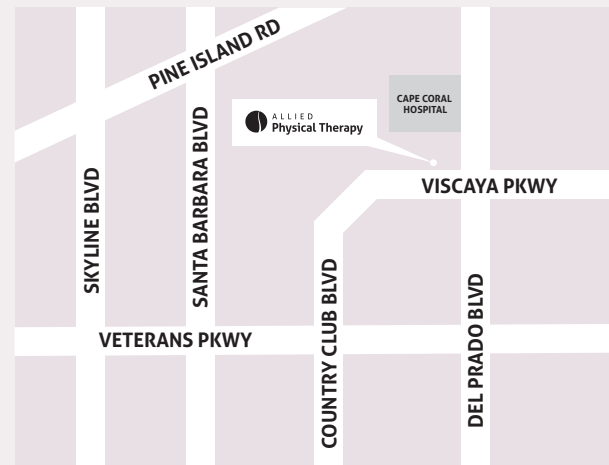 PINE ISLAND RD
CAPE CORAL
HOSPITAL
ALLIED
Physical Therapy
VISCAYA PKWY
SKYLINE BLVD
SANTA BARBARA BLVD
COUNTRY CLUB BLVD
DEL PRADO BLVD
VETERANS PKWY